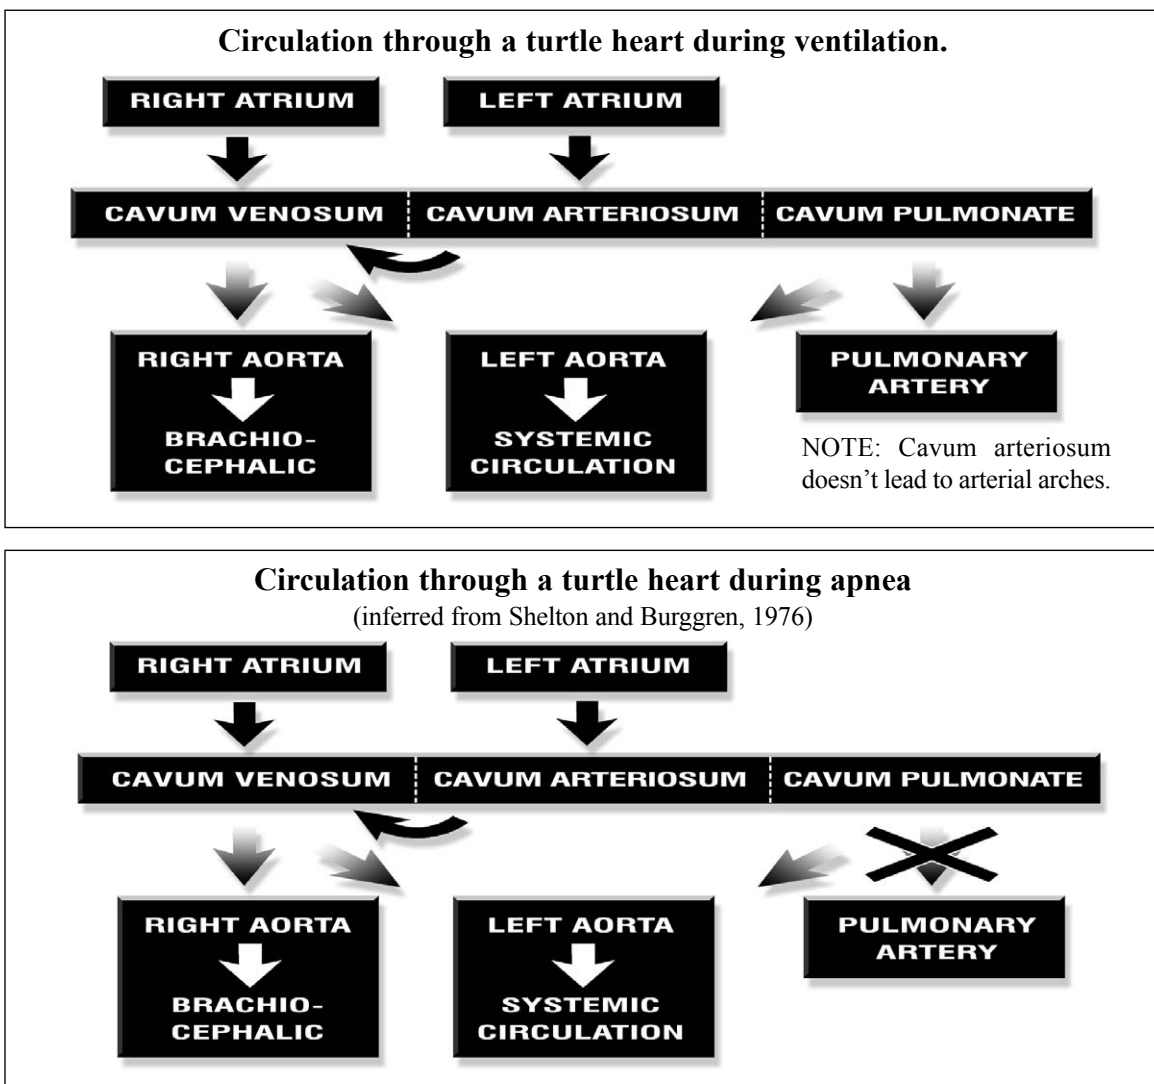 Circulation through a turtle heart during ventilation.
RIGHT ATRIUM
LEFT ATRIUM
CAVUM VENOSUM
CAVUM ARTERIOSUM
CAVUM PULMONATE
RIGHT AORTA
BRACHIO-
CEPHALIC
LEFT AORTA
SYSTEMIC
CIRCULATION
PULMONARY
ARTERY
NOTE: Cavum arteriosum
doesn’t lead to arterial arches.
Circulation through a turtle heart during apnea
(inferred from Shelton and Burggren, 1976)
RIGHT ATRIUM
LEFT ATRIUM
CAVUM VENOSUM
CAVUM ARTERIOSUM
CAVUM PULMONATE
RIGHT AORTA
BRACHIO-
CEPHALIC
LEFT AORTA
SYSTEMIC
CIRCULATION
PULMONARY
ARTERY